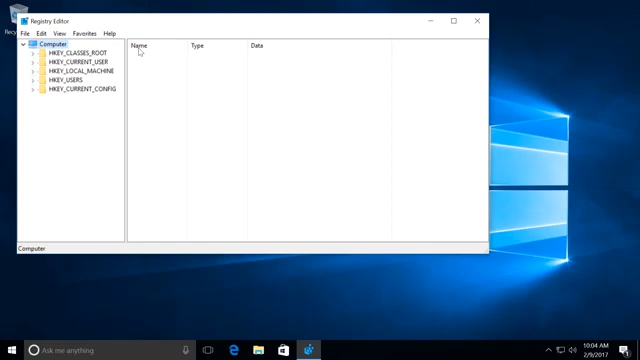 Registry Editor
File Edit View Favorites Help
Computer
HKEY_CLASSES_ROOT
HKEY_CURRENT_USER
HKEY_LOCAL_MACHINE
HKEY_USERS
HKEY_CURRENT_CONFIG
Name Type Data
Computer
Ask me anything
10:04 AM
2/9/2017